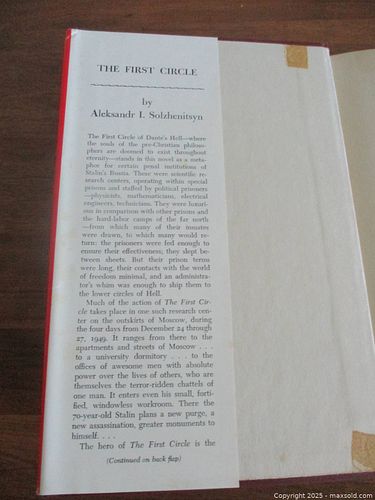 THE FIRST CIRCLE
by
Aleksandr I. Solzhenitsyn
The First Circle of Dante's Hell—where
the souls of the pre-Christian philoso-
phers are doomed to exist throughout
eternity—stands in this novel as a meta-
phor for certain penal institutions of
Stalin's Russia. These were scientific re-
search centers, operating within special
prisons and staffed by political prisoners
—physicists, mathematicians, electrical
engineers, technicians. They were luxuri-
ous in comparison with other prisons and
the hard-labor camps of the far north
—from which many of their inmates
were drawn, to which many would re-
turn: the prisoners were fed enough to
ensure their effectiveness; they slept be-
tween sheets. But their prison terms
were long, their contacts with the world
of freedom minimal, and an administra-
tor's whim was enough to ship them to
the lower circles of Hell.
Much of the action of The First Cir-
cle takes place in one such research cen-
ter on the outskirts of Moscow, during
the four days from December 24 through
27, 1949. It ranges from there to the
apartments and streets of Moscow . . .
to a university dormitory . . . to the
offices of awesome men with absolute
power over the lives of others, who are
themselves the terror-ridden chattels of
one man. It enters even his small, forti-
fied, windowless workroom. There the
70-year-old Stalin plans a new purge, a
new assassination, greater monuments to
himself. . . .
The hero of The First Circle is the
(Continued on back flap)
Copyright 2025 - maxsold.com